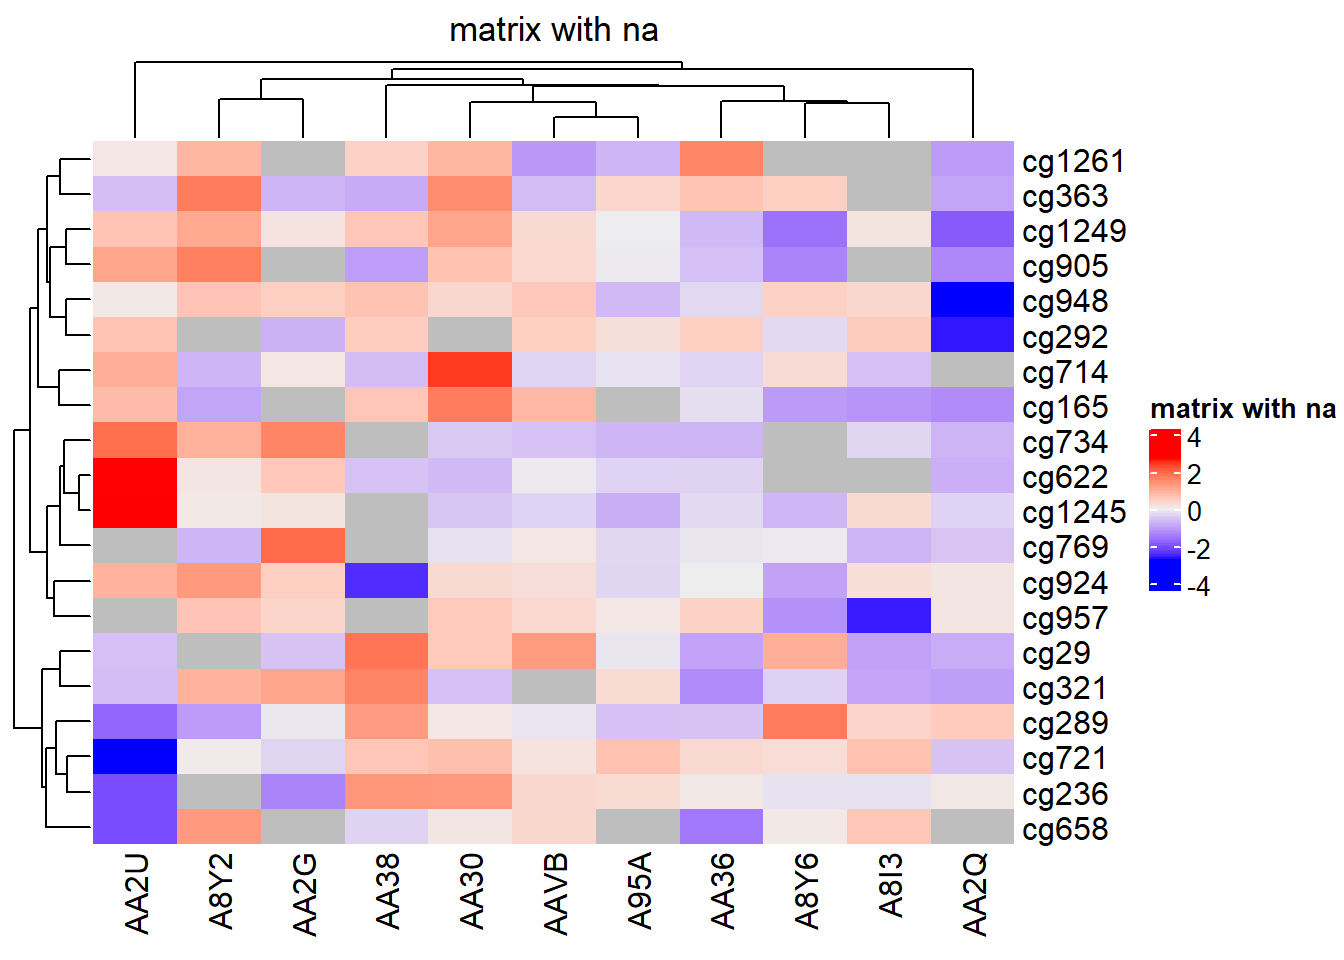 matrix with na
cg1261
cg363
cg1249
cg905
cg948
cg292
cg714
cg165
cg734
cg622
cg1245
cg769
cg924
cg957
cg29
cg321
cg289
cg721
cg236
cg658
AA2U
A8Y2
AA2G
AA38
AA30
AAVB
A95A
AA36
A8Y6
A8I3
AA2Q
matrix with na
4
2
0
-2
-4